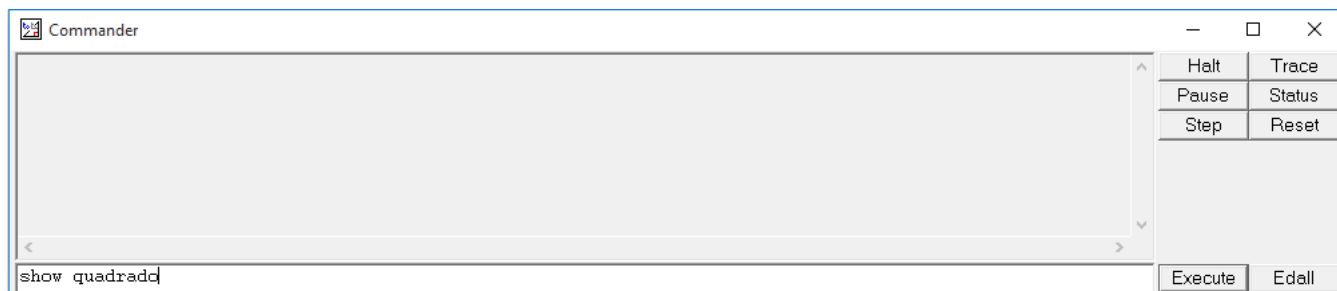 Commander
Halt Trace
Pause Status
Step Reset
show quadrado
Execute Edall